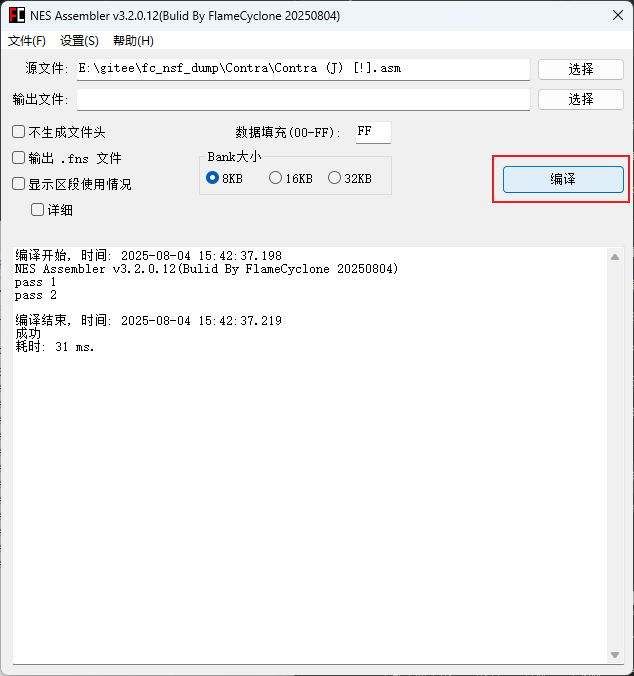 FC NES Assembler v3.2.0.12(Bulid By FlameCyclone 20250804)
文件(F) 设置(S) 帮助(H)
源文件: E:\gitee\fc_nsf_dump\Contra\Contra (J) [!].asm 选择
输出文件: 选择
不生成文件头 数据填充(00-FF): FF
输出 .fns 文件 Bank大小
显示区段使用情况 8KB 16KB 32KB 编译
详细
编译开始, 时间: 2025-08-04 15:42:37.198
NES Assembler v3.2.0.12(Bulid By FlameCyclone 20250804)
pass 1
pass 2
编译结束, 时间: 2025-08-04 15:42:37.219
成功
耗时: 31 ms.